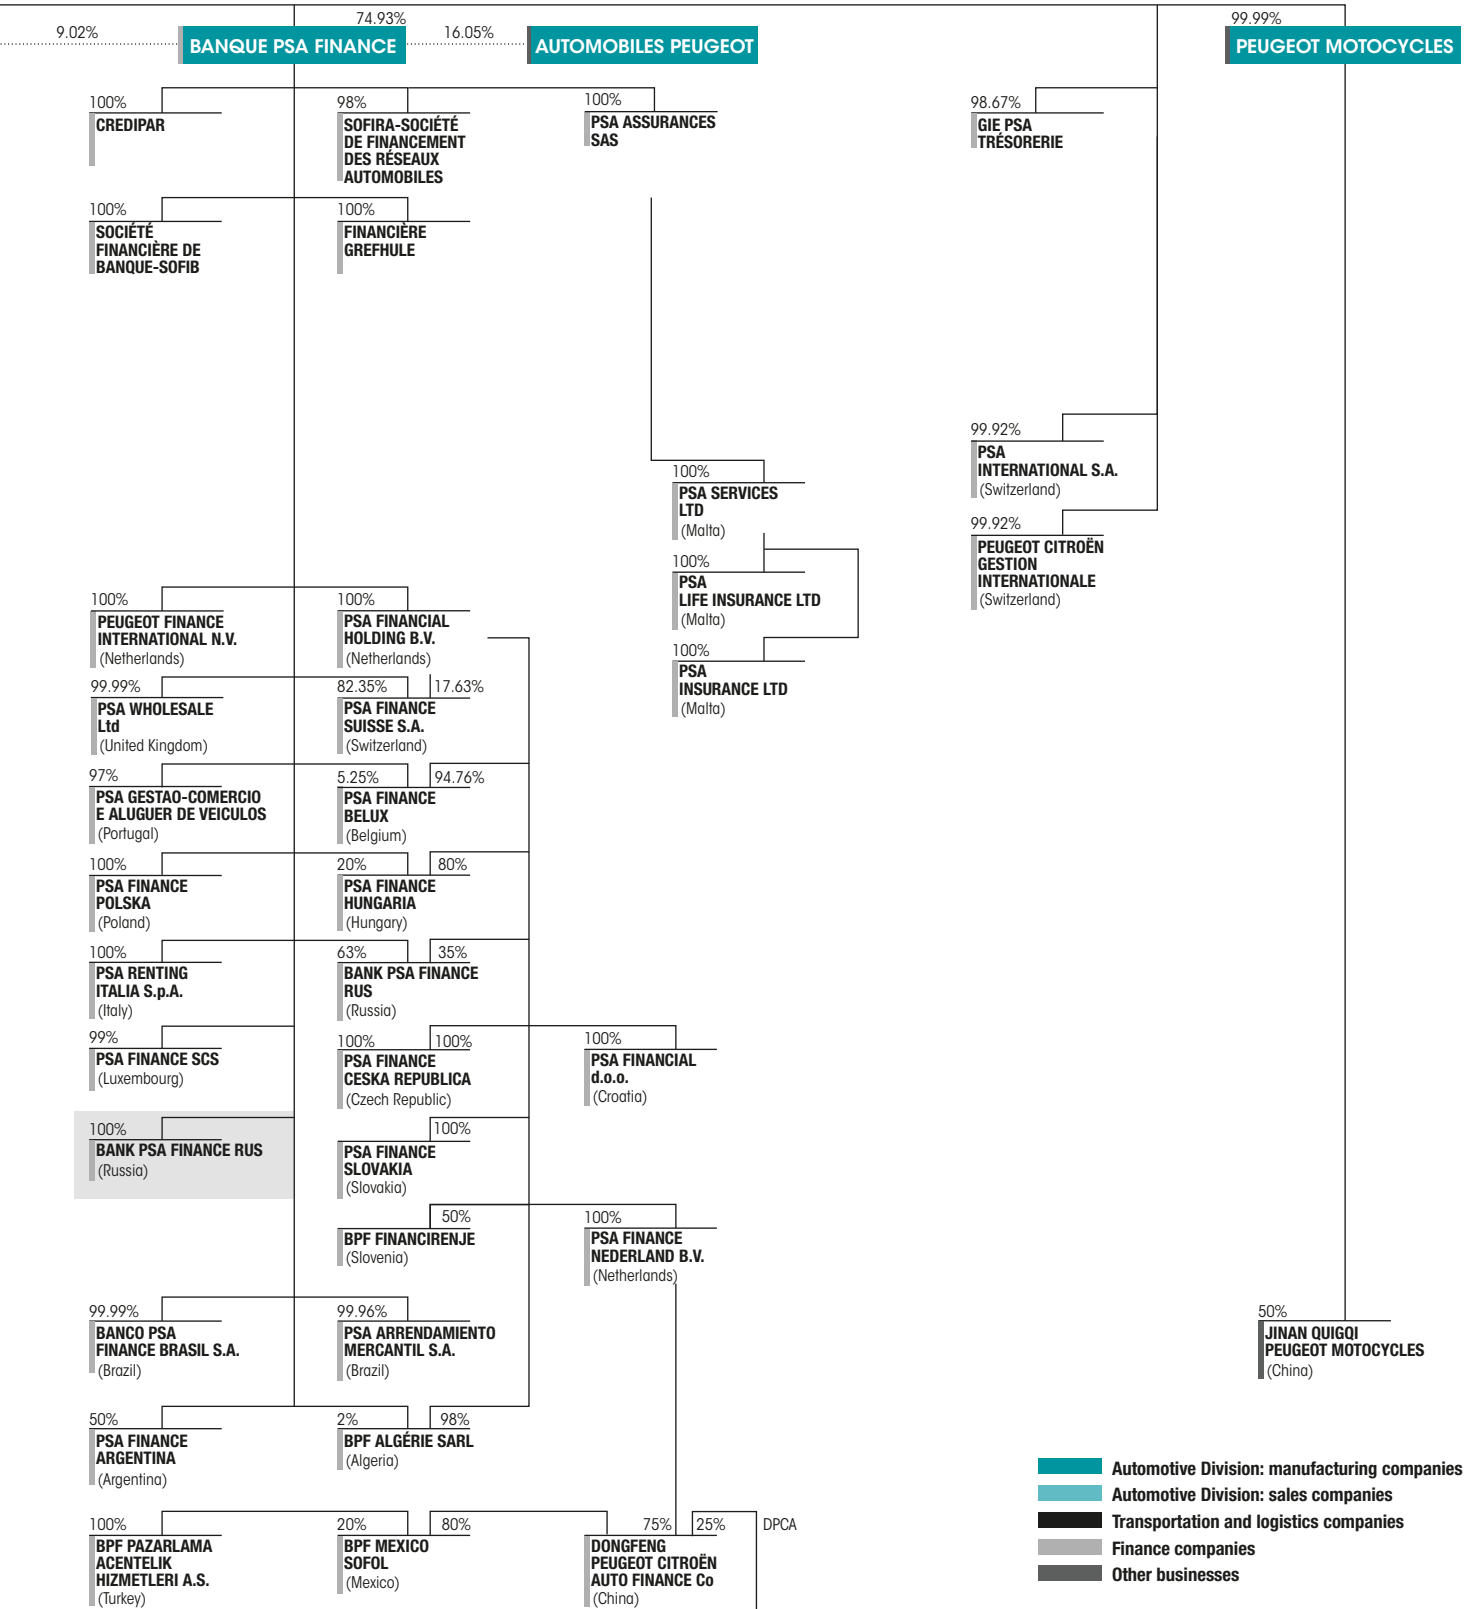 74.93%
99.99%
9.02%
BANQUE PSA FINANCE
16.05%
AUTOMOBILES PEUGEOT
PEUGEOT MOTOCYCLES
100%
CREDIPAR
98%
SOFIRA-SOCIÉTÉ
DE FINANCEMENT
DES RÉSEAUX
AUTOMOBILES
100%
PSA ASSURANCES
SAS
98.67%
GIE PSA
TRÉSORERIE
100%
SOCIÉTÉ
FINANCIÈRE DE
BANQUE-SOFIB
100%
FINANCIÈRE
GREFHULE
99.92%
PSA
INTERNATIONAL S.A.
(Switzerland)
100%
PSA SERVICES
LTD
(Malta)
99.92%
PEUGEOT CITROËN
GESTION
INTERNATIONALE
(Switzerland)
100%
PSA
LIFE INSURANCE LTD
(Malta)
100%
PSA
INSURANCE LTD
(Malta)
100%
PEUGEOT FINANCE
INTERNATIONAL N.V.
(Netherlands)
100%
PSA FINANCIAL
HOLDING B.V.
(Netherlands)
99.99%
PSA WHOLESALE
Ltd
(United Kingdom)
82.35% 17.63%
PSA FINANCE
SUISSE S.A.
(Switzerland)
97%
PSA GESTAO-COMERCIO
E ALUGUER DE VEICULOS
(Portugal)
5.25% 94.76%
PSA FINANCE
BELUX
(Belgium)
100%
PSA FINANCE
POLSKA
(Poland)
20% 80%
PSA FINANCE
HUNGARIA
(Hungary)
100%
PSA RENTING
ITALIA S.p.A.
(Italy)
63% 35%
BANK PSA FINANCE
RUS
(Russia)
99%
PSA FINANCE SCS
(Luxembourg)
100% 100%
PSA FINANCE
CESKA REPUBLICA
(Czech Republic)
100%
PSA FINANCIAL
d.o.o.
(Croatia)
100%
BANK PSA FINANCE RUS
(Russia)
100%
PSA FINANCE
SLOVAKIA
(Slovakia)
50%
BPF FINANCIRENJE
(Slovenia)
100%
PSA FINANCE
NEDERLAND B.V.
(Netherlands)
99.99%
BANCO PSA
FINANCE BRASIL S.A.
(Brazil)
99.96%
PSA ARRENDAMIENTO
MERCANTIL S.A.
(Brazil)
50%
JINAN QUIGQI
PEUGEOT MOTOCYCLES
(China)
50%
PSA FINANCE
ARGENTINA
(Argentina)
2% 98%
BPF ALGÉRIE SARL
(Algeria)
100%
BPF PAZARLAMA
ACENTELIK
HIZMETLERI A.S.
(Turkey)
20% 80%
BPF MEXICO
SOFOL
(Mexico)
75% 25% DPCA
DONGFENG
PEUGEOT CITROËN
AUTO FINANCE Co
(China)
Automotive Division: manufacturing companies
Automotive Division: sales companies
Transportation and logistics companies
Finance companies
Other businesses